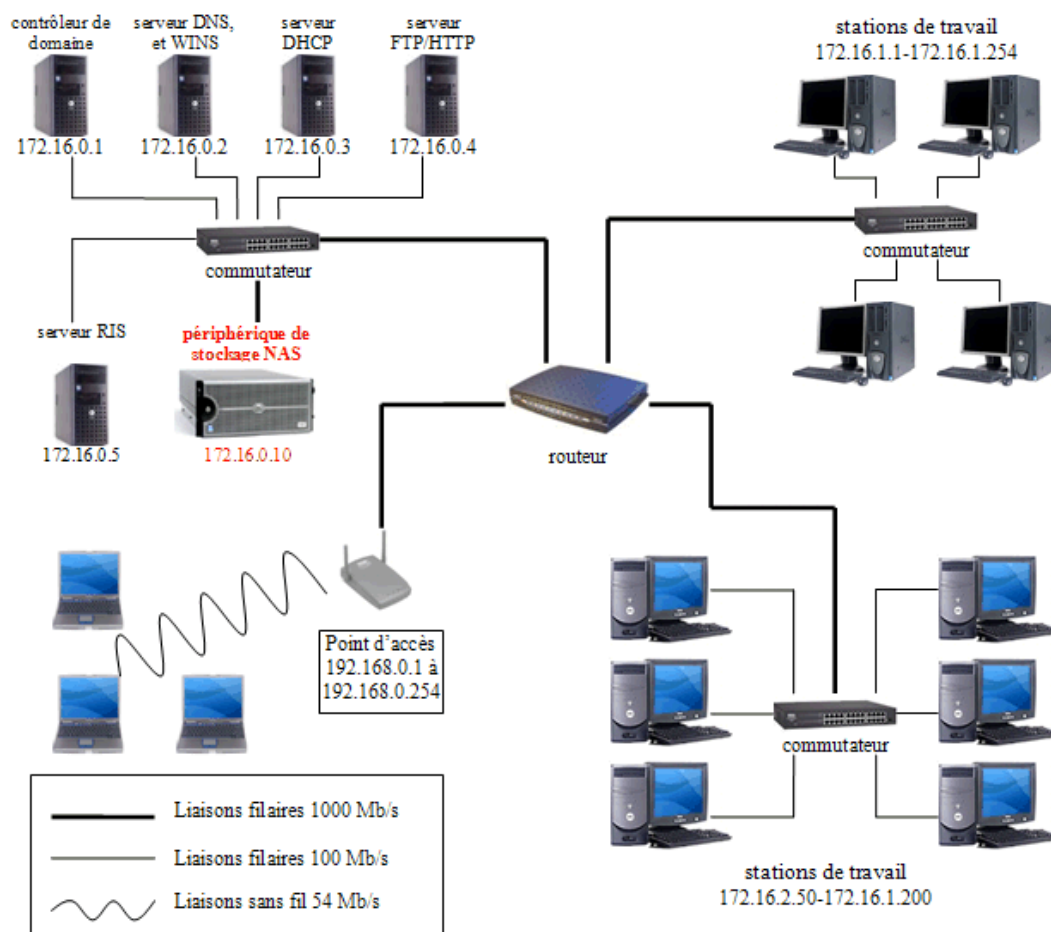 contrôleur de
domaine
serveur DNS,
et WINS
serveur
DHCP
serveur
FTP/HTTP
172.16.0.1
172.16.0.2
172.16.0.3
172.16.0.4
stations de travail
172.16.1.1-172.16.1.254
commutateur
commutateur
serveur RIS
périphérique de
stockage NAS
172.16.0.5
172.16.0.10
routeur
Point d'accès
192.168.0.1 à
192.168.0.254
commutateur
stations de travail
172.16.2.50-172.16.1.200
Liaisons filaires 1000 Mb/s
Liaisons filaires 100 Mb/s
Liaisons sans fil 54 Mb/s